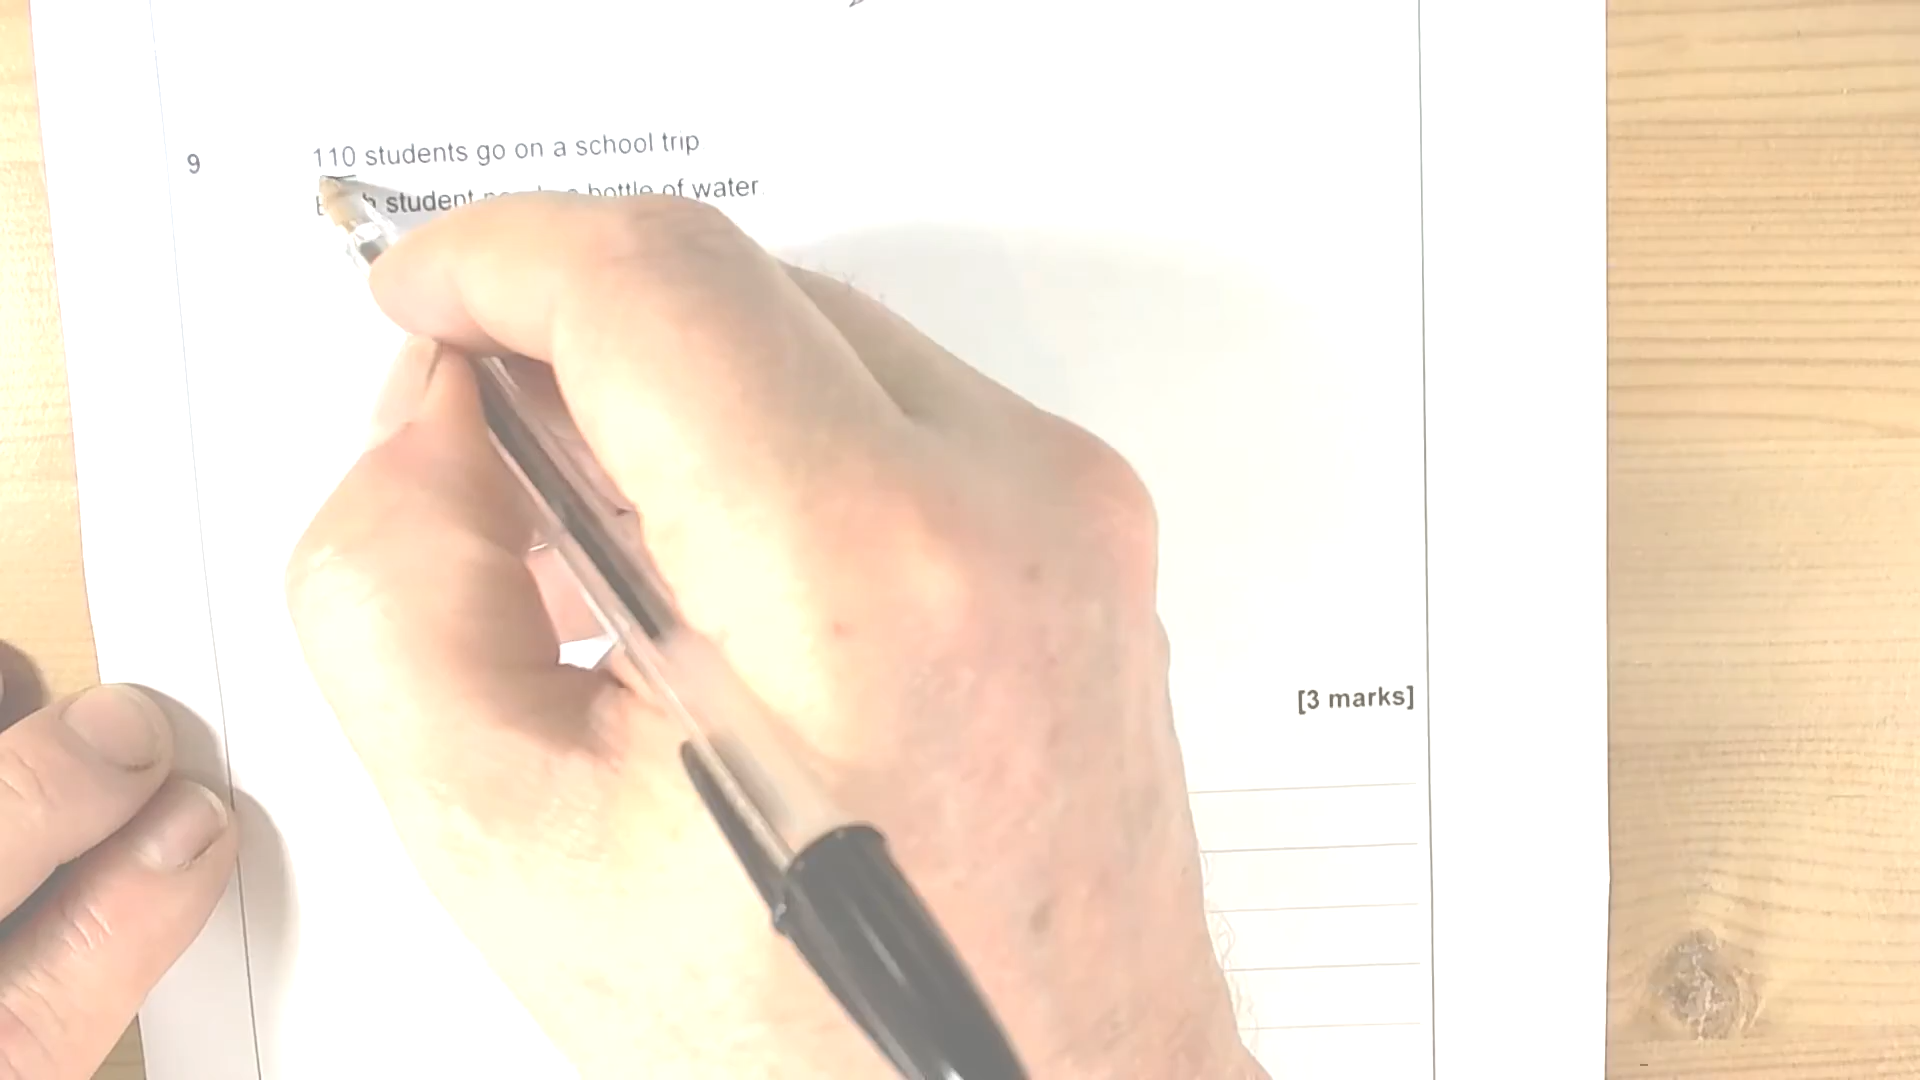 9 110 students go on a school trip
student bottle of water.
[3 marks]